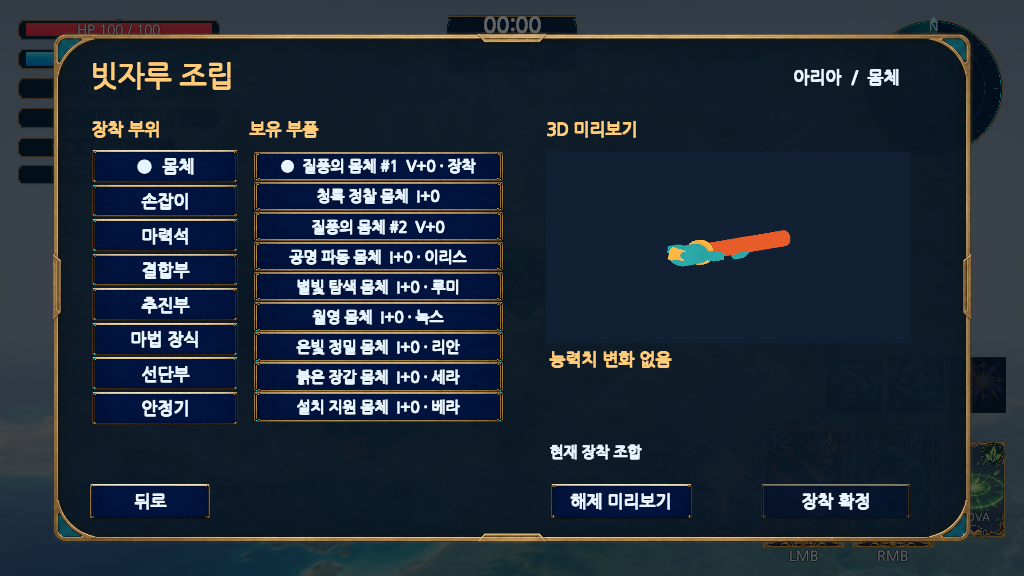 HP 100 / 100
00:00
N
빗자루 조립
아리아 / 몸체
장착 부위
보유 부품
3D 미리보기
● 몸체
손잡이
마력석
결합부
추진부
마법 장식
선단부
안정기
● 질풍의 몸체 #1 V+0 · 장착
청록 정찰 몸체 I+0
질풍의 몸체 #2 V+0
공명 파동 몸체 I+0 · 이리스
별빛 탐색 몸체 I+0 · 루미
월영 몸체 I+0 · 녹스
은빛 정밀 몸체 I+0 · 리안
붉은 장갑 몸체 I+0 · 세라
설치 지원 몸체 I+0 · 베라
능력치 변화 없음
현재 장착 조합
뒤로
해제 미리보기
장착 확정
LMB
RMB